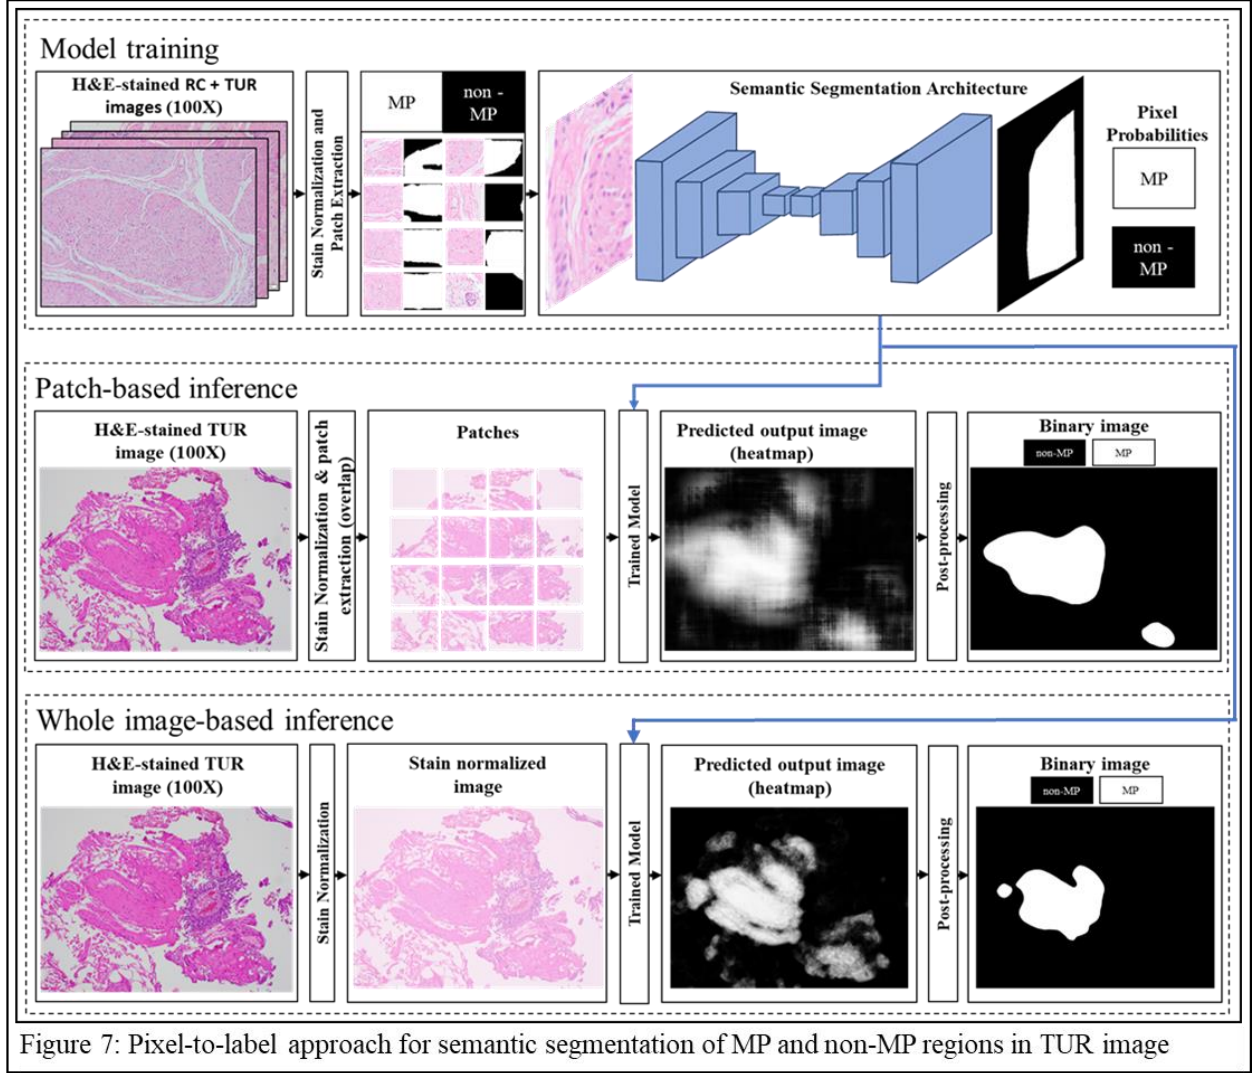 Model training
H&E-stained RC + TUR
images (100X)
Stain Normalization and
Patch Extraction
MP
non -
MP
Semantic Segmentation Architecture
Pixel
Probabilities
MP
non -
MP
Patch-based inference
H&E-stained TUR
image (100X)
Stain Normalization & patch
extraction (overlap)
Patches
Trained Model
Predicted output image
(heatmap)
Post-processing
Binary image
non-MP
MP
Whole image-based inference
H&E-stained TUR
image (100X)
Stain Normalization
Stain normalized
image
Trained Model
Predicted output image
(heatmap)
Post-processing
Binary image
non-MP
MP
Figure 7: Pixel-to-label approach for semantic segmentation of MP and non-MP regions in TUR image